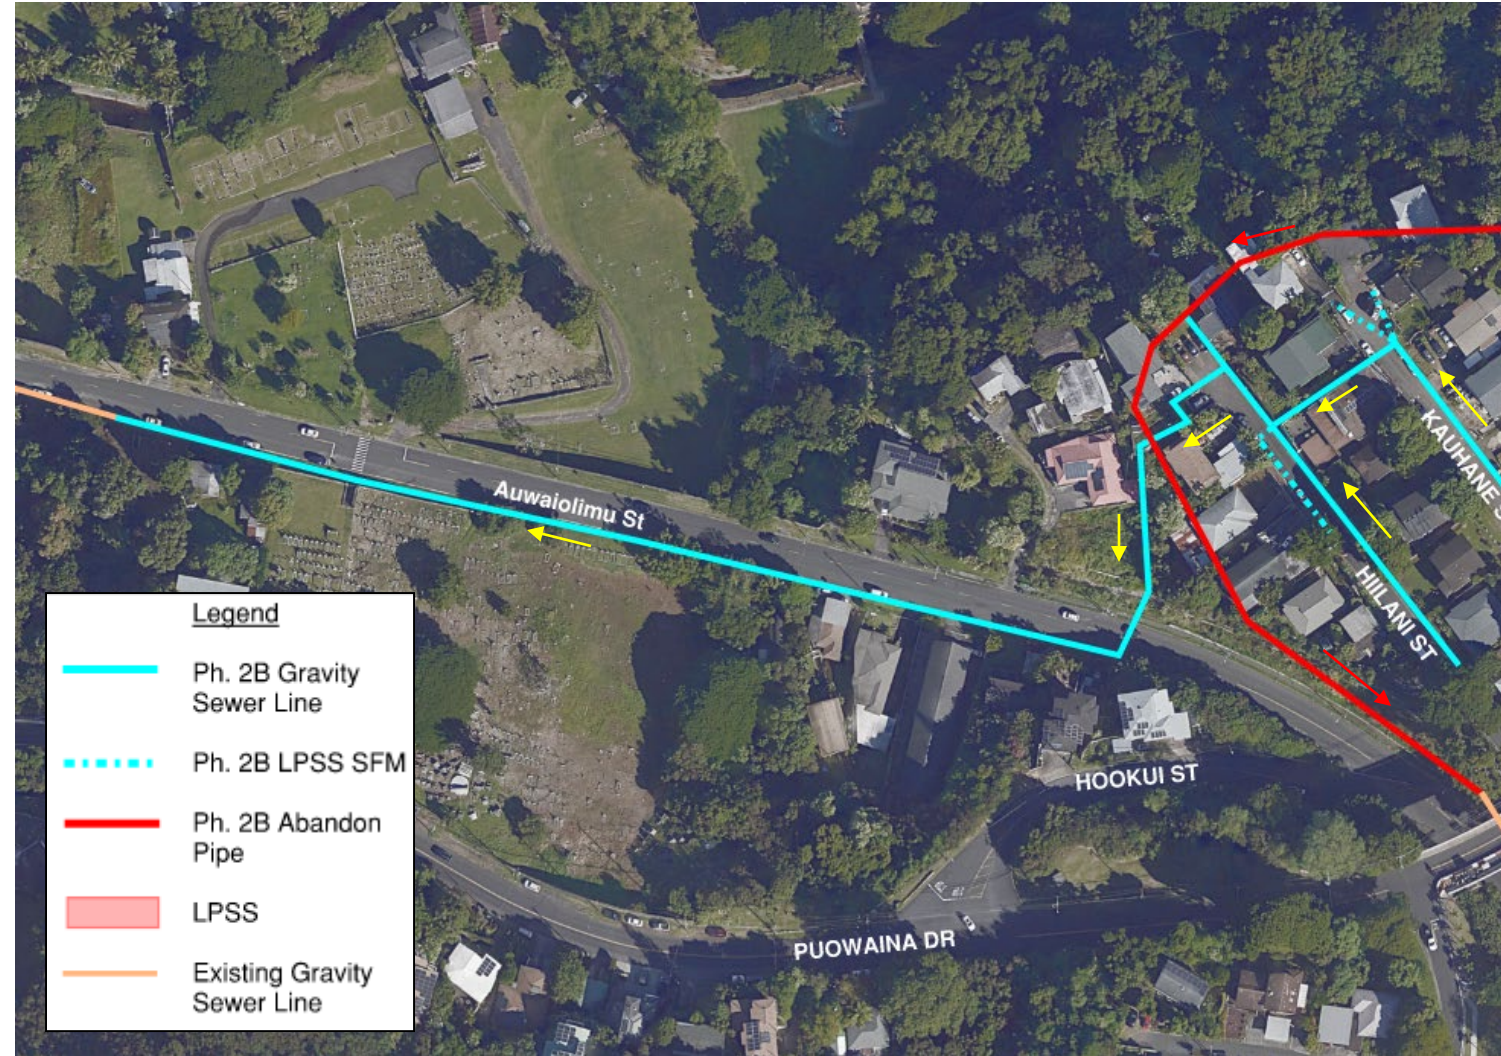 KAUHANE S
Auwaiolimu St
HIILANI ST
HOOKUI ST
PUOWAINA DR
Legend
Ph. 2B Gravity
Sewer Line
Ph. 2B LPSS SFM
Ph. 2B Abandon
Pipe
LPSS
Existing Gravity
Sewer Line